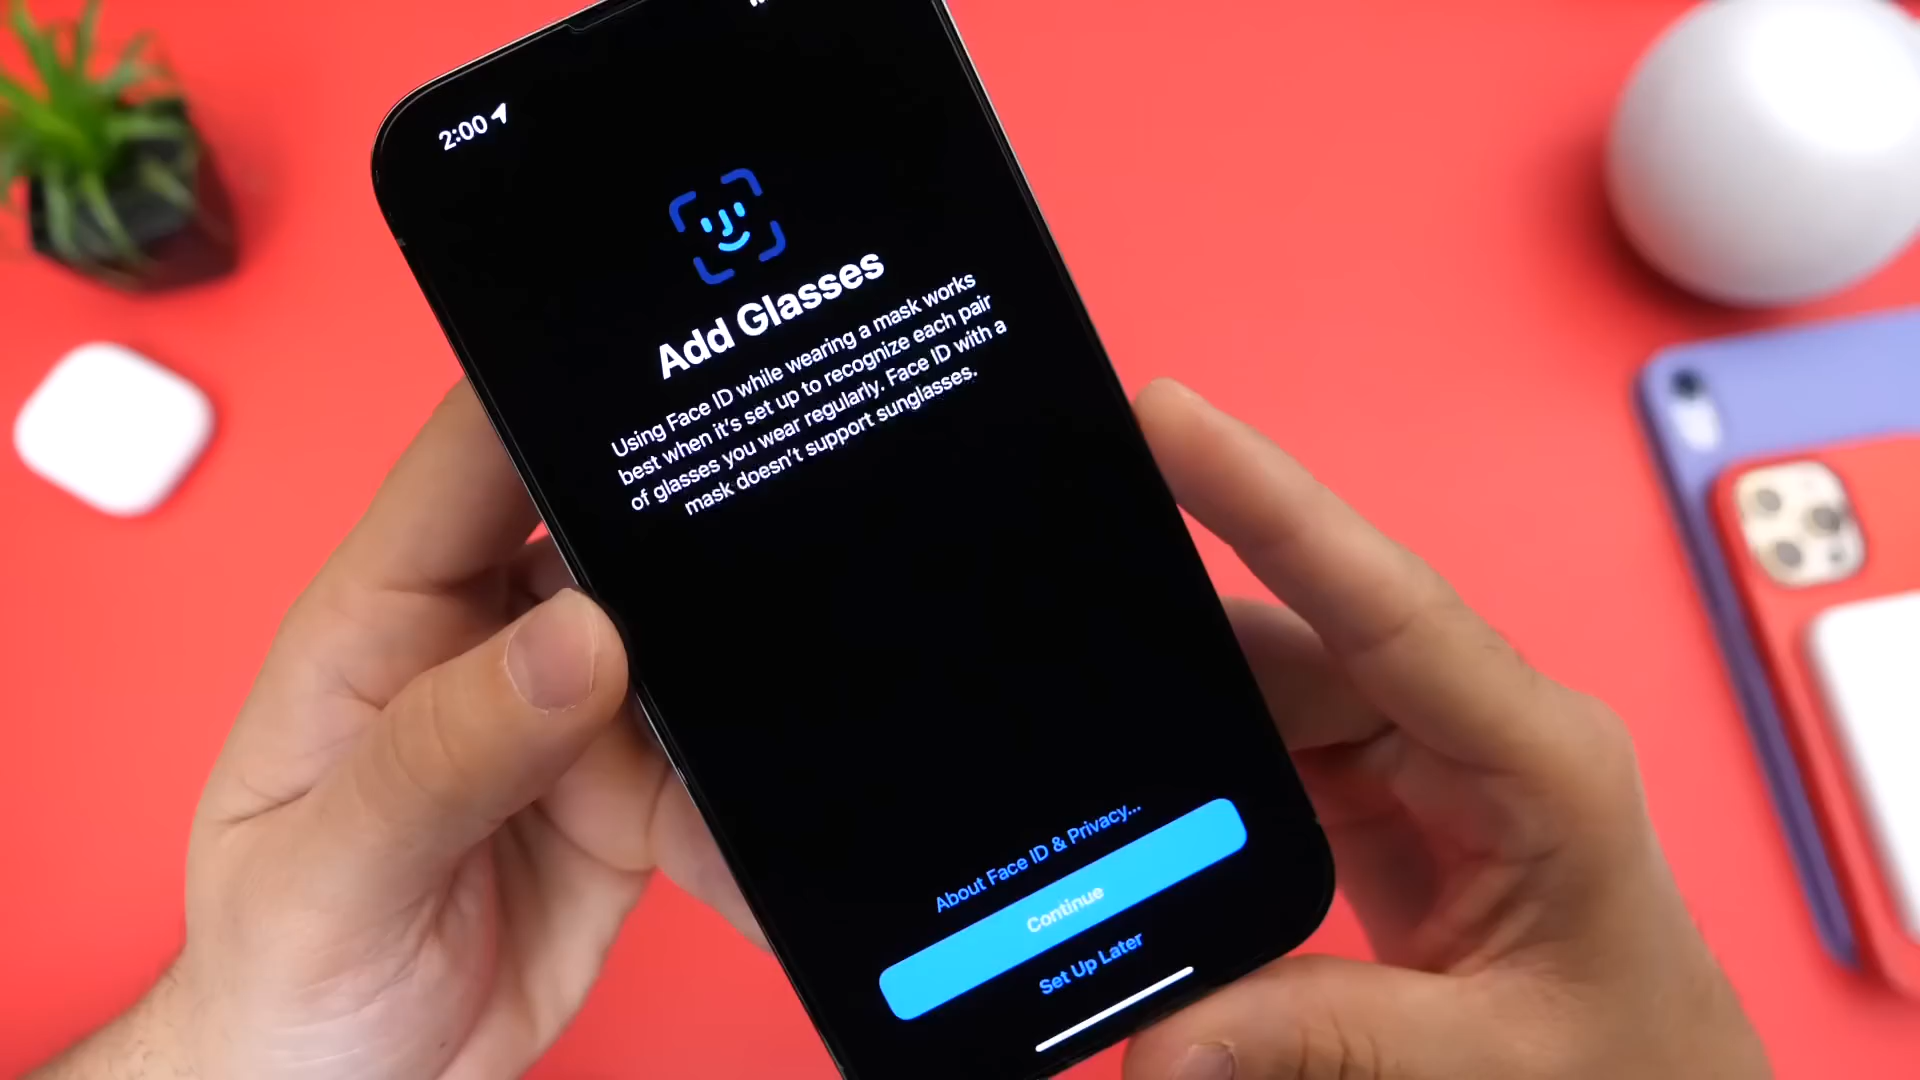 2:00
Add Glasses
Using Face ID while wearing a mask works
best when it's set up to recognize each pair
of glasses you wear regularly. Face ID with a
mask doesn't support sunglasses.
About Face ID & Privacy...
Continue
Set Up Later